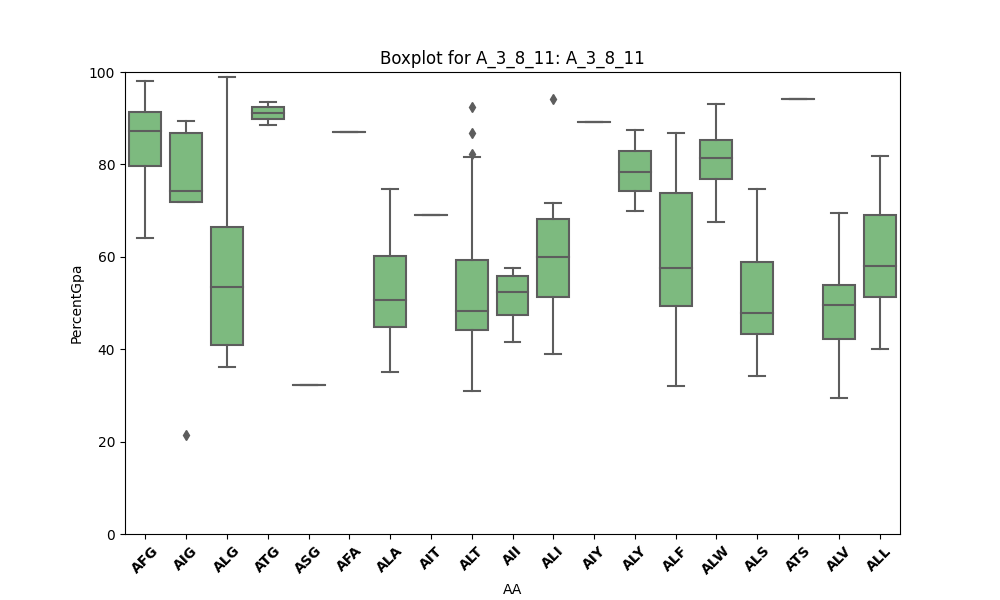 Boxplot for A_3_8_11: A_3_8_11
PercentGpa
100
80
60
40
20
0
AFG AIG ALG ATG ASG AFA ALA AIT ALT AII ALI AIY ALY ALF ALW ALS ATS ALV ALL
AA